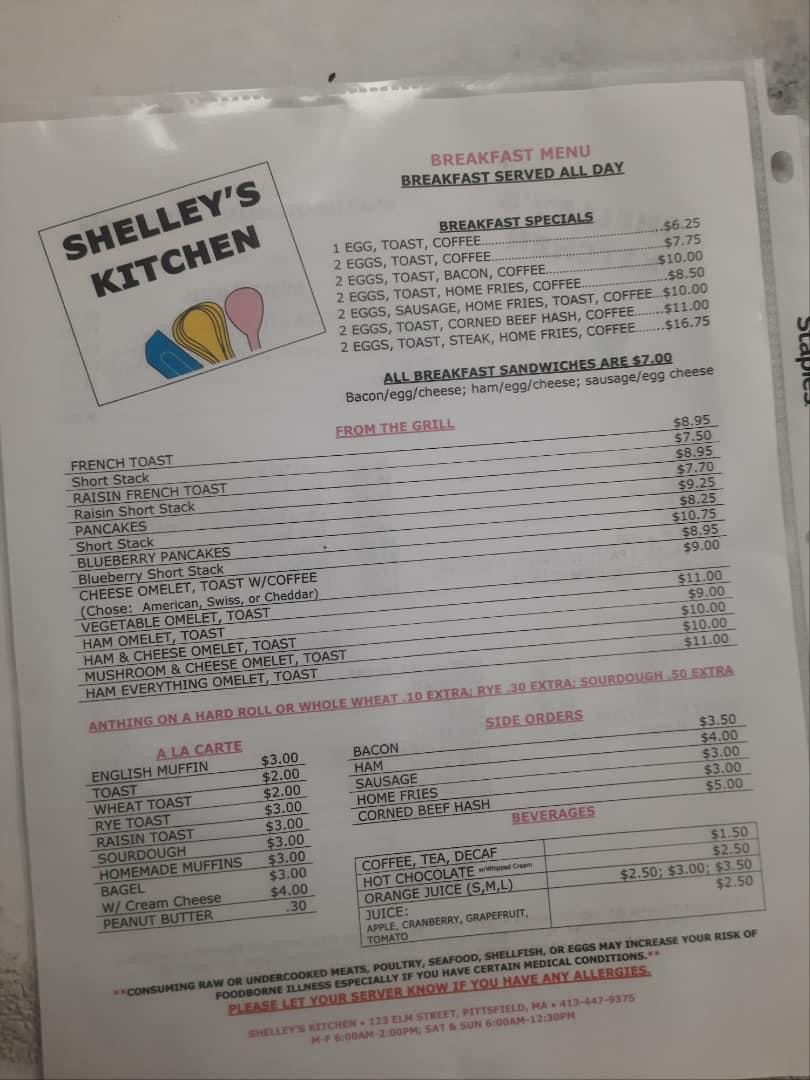 SHELLEY'S
KITCHEN
BREAKFAST MENU
BREAKFAST SERVED ALL DAY
BREAKFAST SPECIALS
1 EGG, TOAST, COFFEE.................................$6.25
2 EGGS, TOAST, COFFEE................................$7.75
2 EGGS, TOAST, BACON, COFFEE......................$10.00
2 EGGS, TOAST, HOME FRIES, COFFEE................$8.50
2 EGGS, SAUSAGE, HOME FRIES, TOAST, COFFEE...$10.00
2 EGGS, TOAST, CORNED BEEF HASH, COFFEE........$11.00
2 EGGS, TOAST, STEAK, HOME FRIES, COFFEE.......$16.75
ALL BREAKFAST SANDWICHES ARE $7.00
Bacon/egg/cheese; ham/egg/cheese; sausage/egg cheese
FROM THE GRILL
FRENCH TOAST $8.95
Short Stack $7.50
RAISIN FRENCH TOAST $8.95
Raisin Short Stack $7.70
PANCAKES $9.25
Short Stack $8.25
BLUEBERRY PANCAKES $10.75
Blueberry Short Stack $8.95
CHEESE OMELET, TOAST W/COFFEE $9.00
(Chose: American, Swiss, or Cheddar)
VEGETABLE OMELET, TOAST $11.00
HAM OMELET, TOAST $9.00
HAM & CHEESE OMELET, TOAST $10.00
MUSHROOM & CHEESE OMELET, TOAST $10.00
HAM EVERYTHING OMELET, TOAST $11.00
ANTHING ON A HARD ROLL OR WHOLE WHEAT .10 EXTRA; RYE .30 EXTRA; SOURDOUGH .50 EXTRA
A LA CARTE
ENGLISH MUFFIN $3.00
TOAST $2.00
WHEAT TOAST $2.00
RYE TOAST $3.00
RAISIN TOAST $3.00
SOURDOUGH $3.00
HOMEMADE MUFFINS $3.00
BAGEL $3.00
W/ Cream Cheese $4.00
PEANUT BUTTER .30
SIDE ORDERS
BACON $3.50
HAM $4.00
SAUSAGE $3.00
HOME FRIES $3.00
CORNED BEEF HASH $5.00
BEVERAGES
COFFEE, TEA, DECAF $1.50
HOT CHOCOLATE w/Whipped Cream $2.50
ORANGE JUICE (S,M,L) $2.50; $3.00; $3.50
JUICE: $2.50
APPLE, CRANBERRY, GRAPEFRUIT,
TOMATO
**CONSUMING RAW OR UNDERCOOKED MEATS, POULTRY, SEAFOOD, SHELLFISH, OR EGGS MAY INCREASE YOUR RISK OF
FOODBORNE ILLNESS ESPECIALLY IF YOU HAVE CERTAIN MEDICAL CONDITIONS.**
PLEASE LET YOUR SERVER KNOW IF YOU HAVE ANY ALLERGIES.
SHELLEY'S KITCHEN • 123 ELM STREET, PITTSFIELD, MA • 413-447-9375
M-F 6:00AM-2:00PM; SAT & SUN 6:00AM-12:30PM
Staples